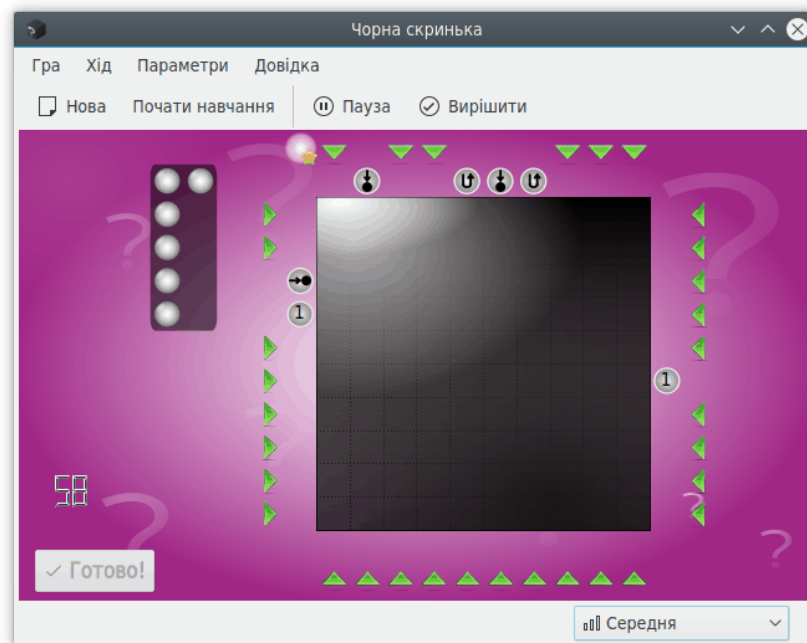 Чорна скринька
Гра Хід Параметри Довідка
Нова Почати навчання Пауза Вирішити
1
1
58
Готово!
Середня